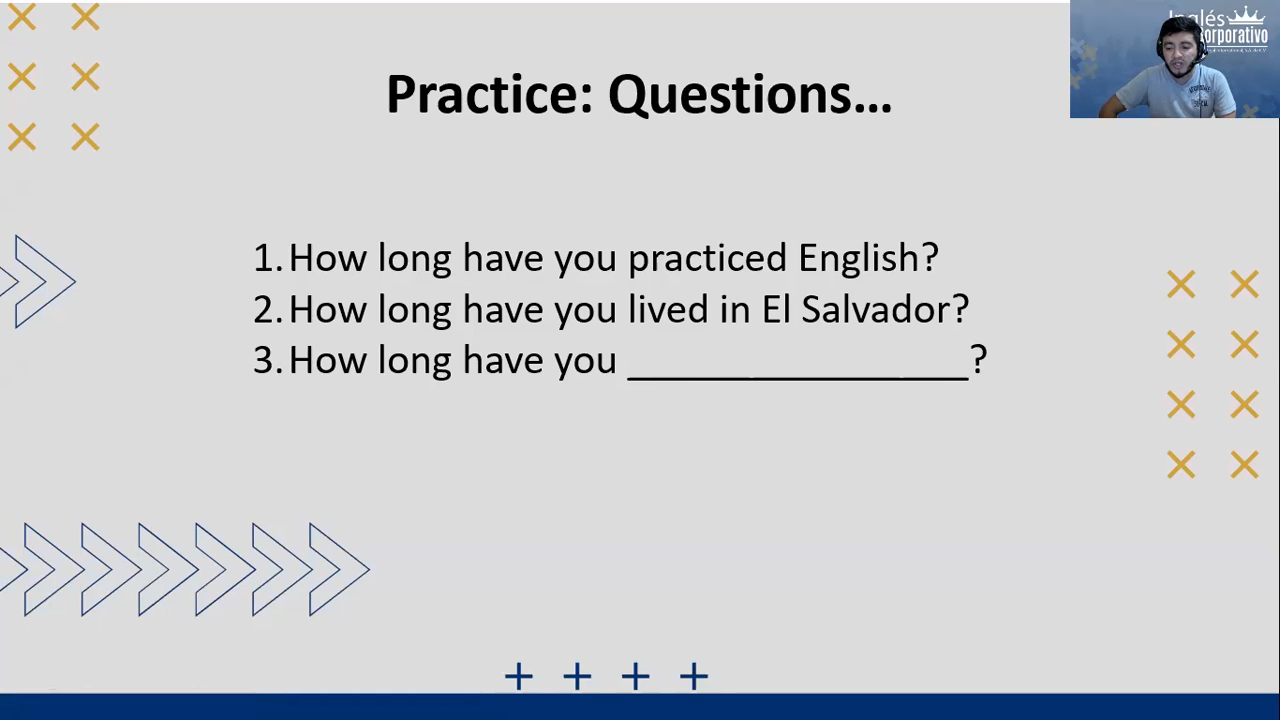 Inglés
corporativo
Practice: Questions...
1. How long have you practiced English?
2. How long have you lived in El Salvador?
3. How long have you ________________?